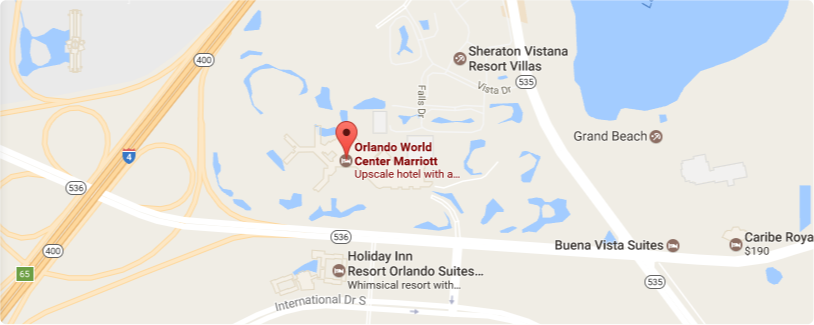 400
Sheraton Vistana
Resort Villas
535
Vista Dr
Falls Dr
Grand Beach
4
Orlando World
Center Marriott
Upscale hotel with a...
536
536
400
Buena Vista Suites
Caribe Roya
$190
Holiday Inn
Resort Orlando Suites...
Whimsical resort with...
65
535
International Dr S